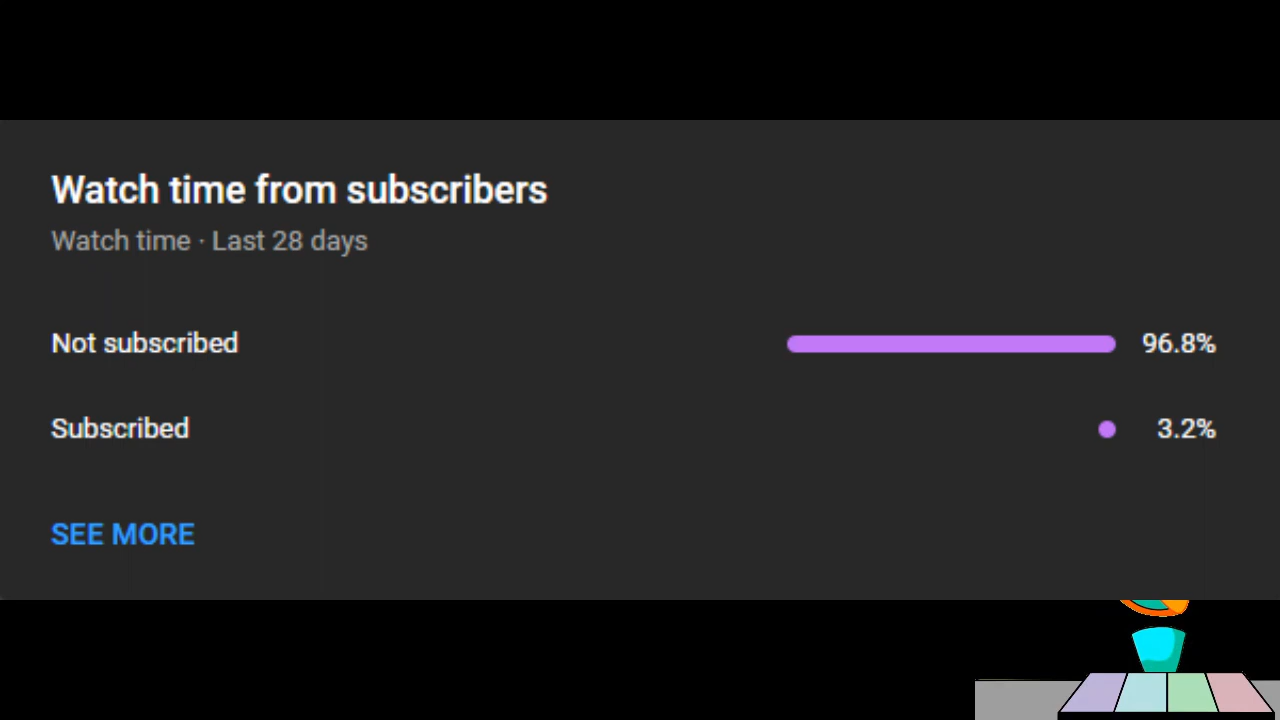 Watch time from subscribers
Watch time · Last 28 days
Not subscribed 96.8%
Subscribed 3.2%
SEE MORE